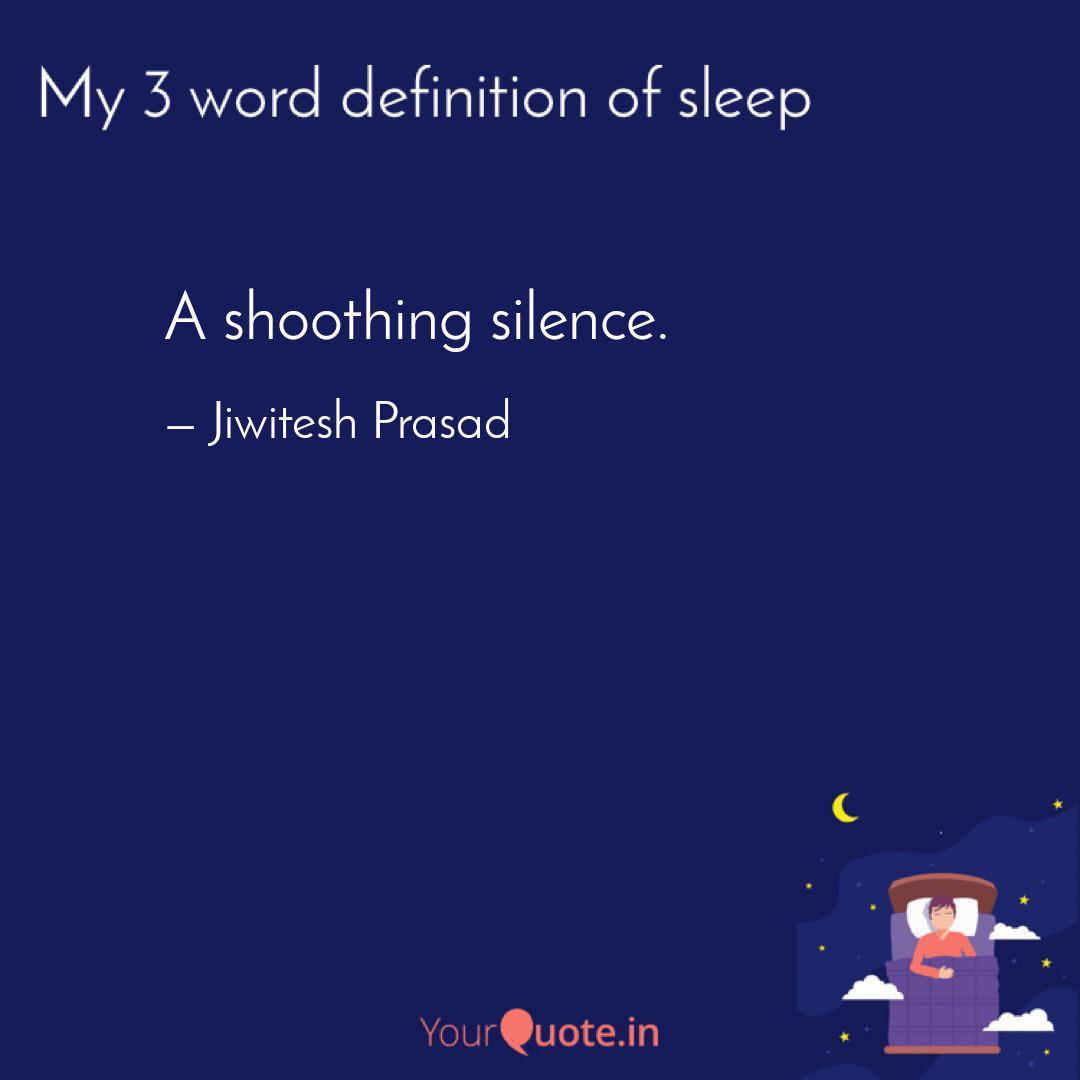 My 3 word definition of sleep
A shoothing silence.
– Jiwitesh Prasad
YourQuote.in